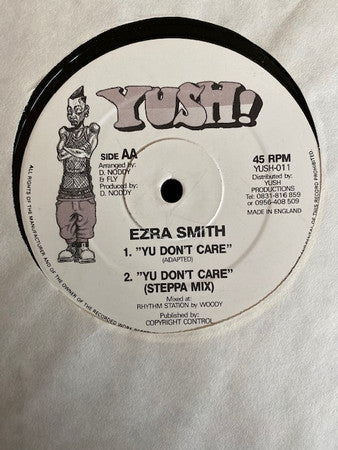 YUSH!
SIDE AA
Arranged by:
D. NODDY
& FLY
Produced by:
D. NODDY
45 RPM
YUSH-011
Distributed by:
YUSH
PRODUCTIONS
Tel: 0831-816 859
or 0956-408 509
MADE IN ENGLAND
EZRA SMITH
1. "YU DON'T CARE"
(ADAPTED)
2. "YU DON'T CARE"
(STEPPA MIX)
Mixed at:
RHYTHM STATION by WOODY
Published by:
COPYRIGHT CONTROL
ALL RIGHTS OF THE MANUFACTURER AND OF THE OWNER OF THE RECORDED WORK
PROHIBITED.